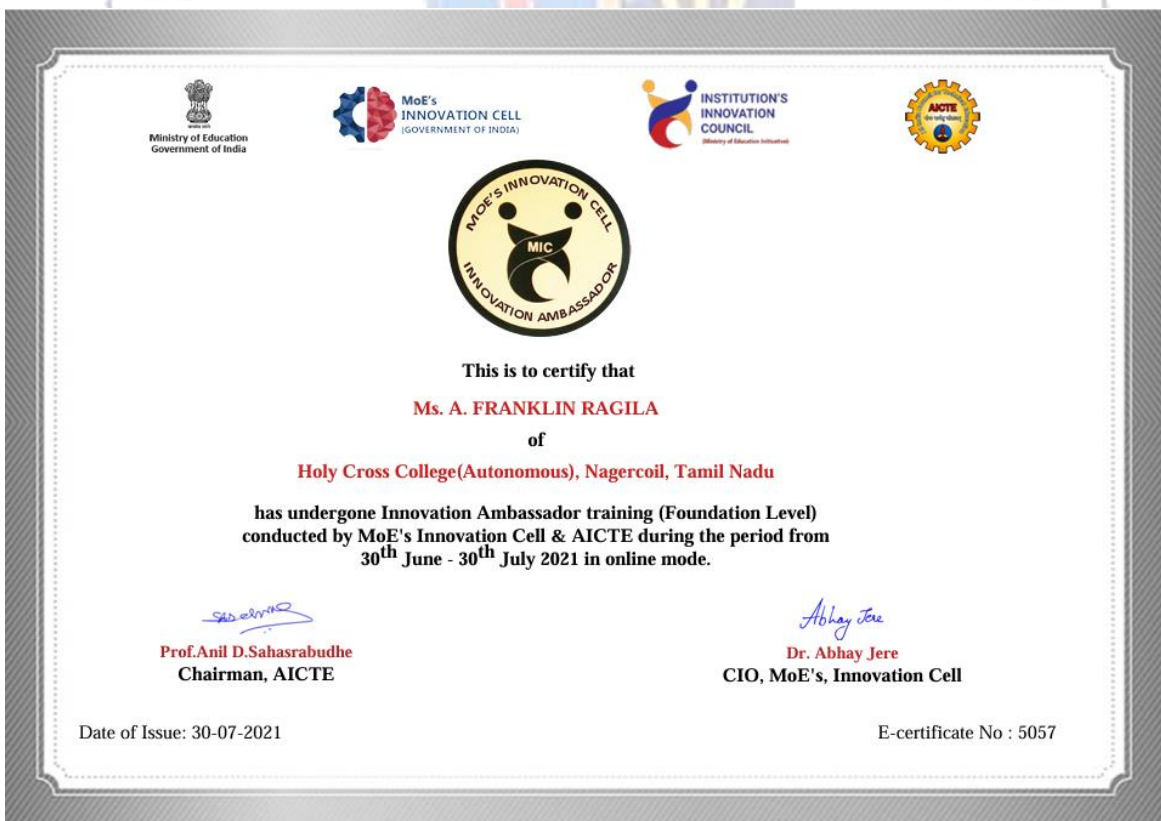 Ministry of Education
Government of India
MoE's
INNOVATION CELL
(GOVERNMENT OF INDIA)
INSTITUTION'S
INNOVATION
COUNCIL
(Ministry of Education Initiative)
AICTE
MOE'S INNOVATION CELL
MIC
INNOVATION AMBASSADOR
This is to certify that
Ms. A. FRANKLIN RAGILA
of
Holy Cross College(Autonomous), Nagercoil, Tamil Nadu
has undergone Innovation Ambassador training (Foundation Level)
conducted by MoE's Innovation Cell & AICTE during the period from
30th June - 30th July 2021 in online mode.
Abhay Jere
Prof.Anil D.Sahasrabudhe
Dr. Abhay Jere
Chairman, AICTE
CIO, MoE's, Innovation Cell
Date of Issue: 30-07-2021
E-certificate No : 5057